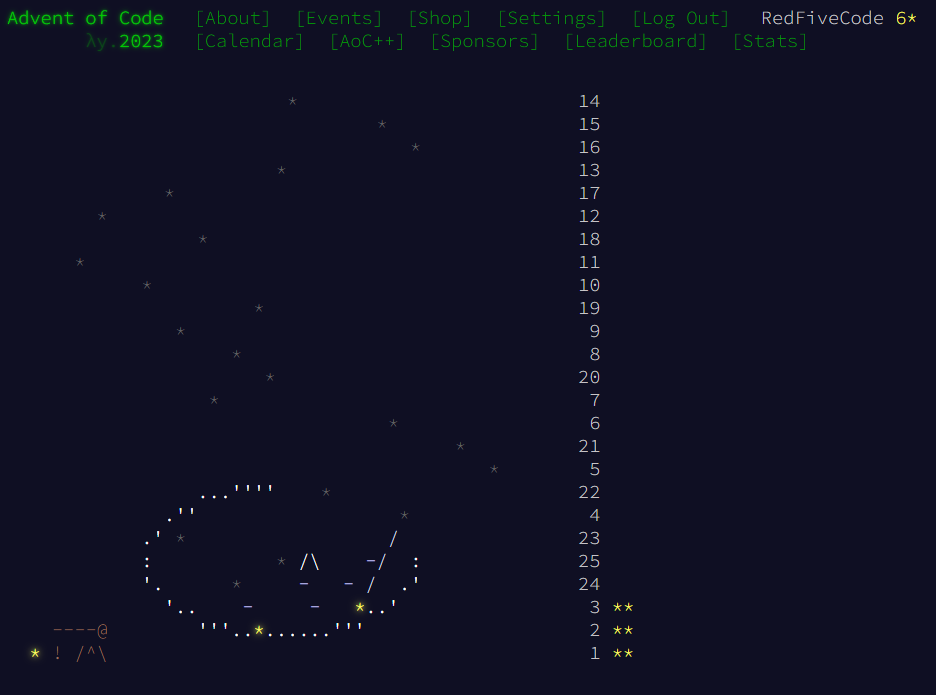 Advent of Code [About] [Events] [Shop] [Settings] [Log Out] RedFiveCode 6*
λy.2023 [Calendar] [AoC++] [Sponsors] [Leaderboard] [Stats]
* 14
* 15
* 16
* 13
* 17
* 12
* 18
* 11
* 10
* 19
* 9
* 8
* 20
* 7
* 6
* 21
* 5
...'''' * 22
.'' * 4
.' * / 23
: * /\ -/ : 25
'. * - - / .' 24
'.. - - *..' 3 **
----@ '''..*......''' 2 **
* ! /^\ 1 **